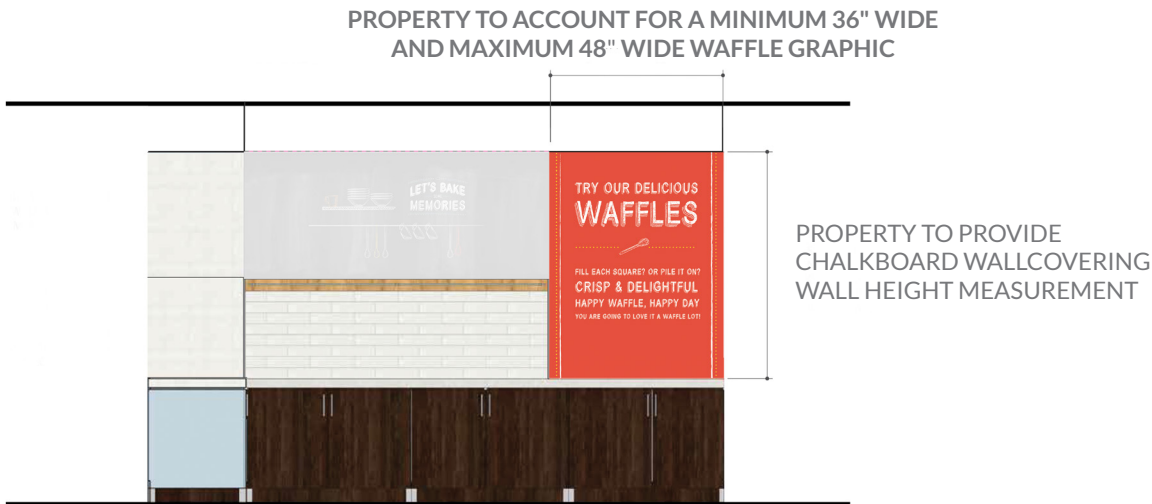 PROPERTY TO ACCOUNT FOR A MINIMUM 36" WIDE
AND MAXIMUM 48" WIDE WAFFLE GRAPHIC
LET'S BAKE
MEMORIES
TRY OUR DELICIOUS
WAFFLES
FILL EACH SQUARE? OR PILE IT ON?
CRISP & DELIGHTFUL
HAPPY WAFFLE, HAPPY DAY
YOU ARE GOING TO LOVE IT A WAFFLE LOT!
PROPERTY TO PROVIDE
CHALKBOARD WALLCOVERING
WALL HEIGHT MEASUREMENT